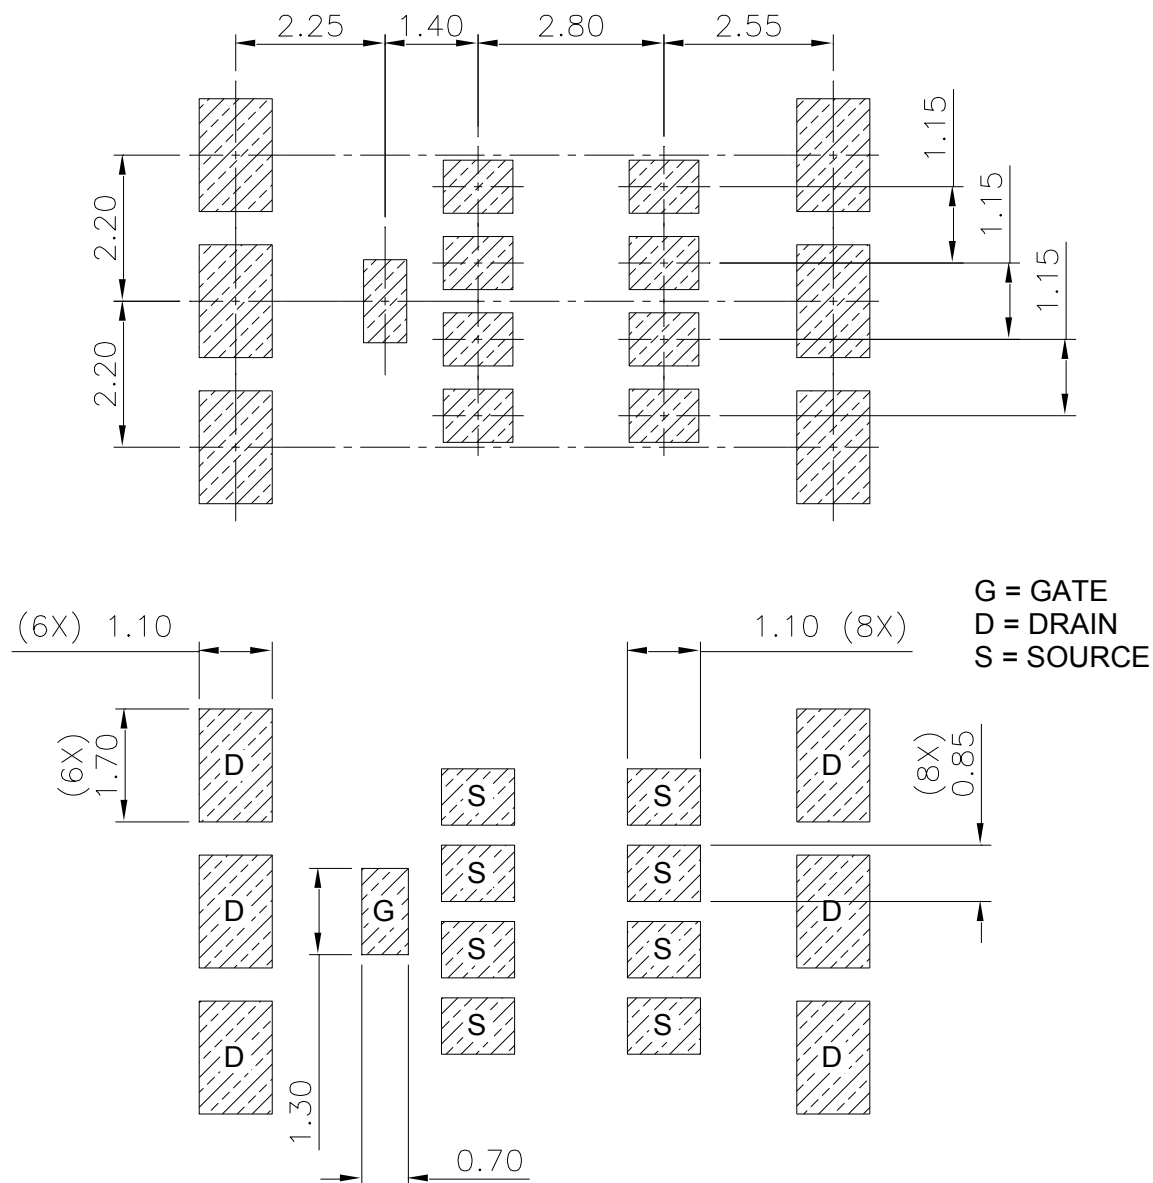 2.25 1.40 2.80 2.55
1.15
1.15
1.15
2.20
2.20
G = GATE
D = DRAIN
S = SOURCE
(6X) 1.10
1.10 (8X)
(6X)
1.70
(8X)
0.85
D
D
S
S
S
S
D
G
D
S
S
D
S
S
D
1.30
0.70